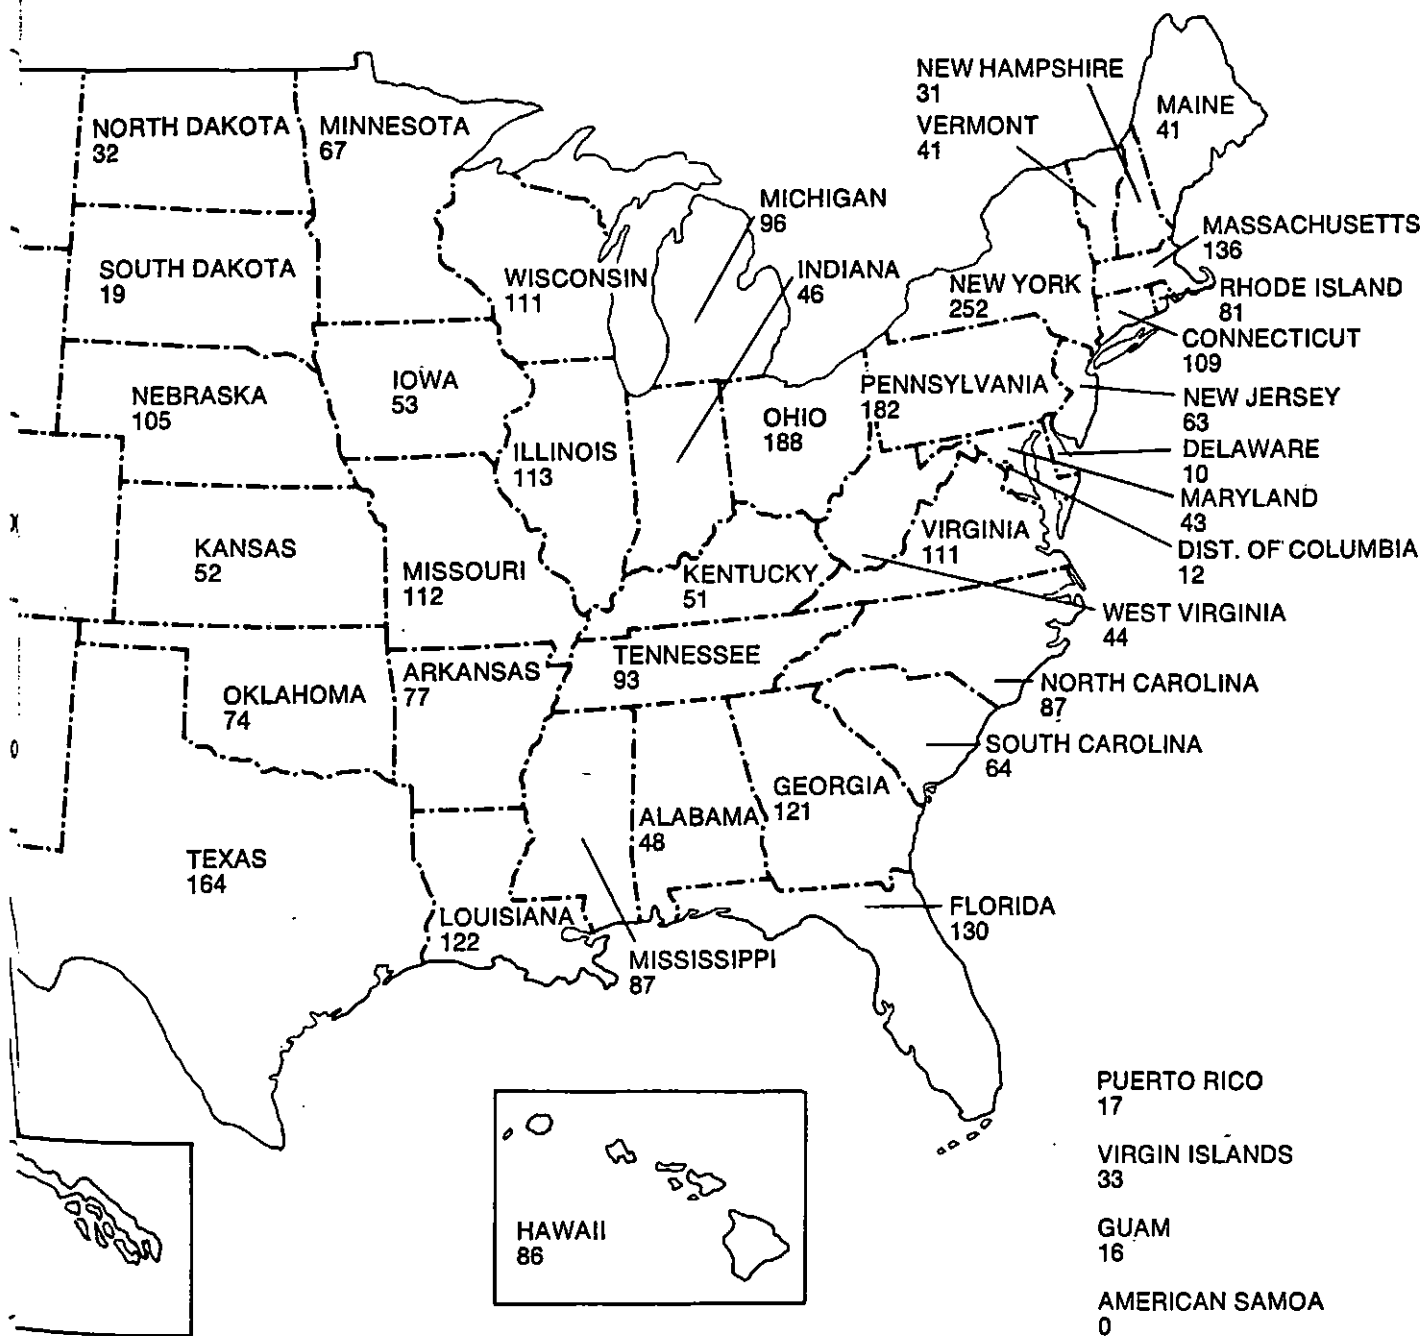 NEW HAMPSHIRE
31
MAINE
41
VERMONT
41
NORTH DAKOTA
32
MINNESOTA
67
MICHIGAN
96
MASSACHUSETTS
136
SOUTH DAKOTA
19
WISCONSIN
111
INDIANA
46
NEW YORK
252
RHODE ISLAND
81
CONNECTICUT
109
NEBRASKA
105
IOWA
53
PENNSYLVANIA
182
NEW JERSEY
63
OHIO
188
ILLINOIS
113
DELAWARE
10
MARYLAND
43
KANSAS
52
MISSOURI
112
KENTUCKY
51
VIRGINIA
111
DIST. OF COLUMBIA
12
WEST VIRGINIA
44
OKLAHOMA
74
ARKANSAS
77
TENNESSEE
93
NORTH CAROLINA
87
SOUTH CAROLINA
64
GEORGIA
121
ALABAMA
48
TEXAS
164
LOUISIANA
122
MISSISSIPPI
87
FLORIDA
130
HAWAII
86
PUERTO RICO
17
VIRGIN ISLANDS
33
GUAM
16
AMERICAN SAMOA
0